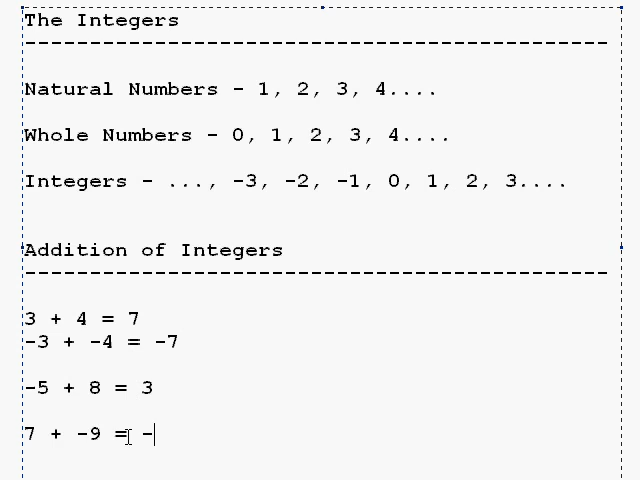 The Integers
---------------------------------------------
Natural Numbers - 1, 2, 3, 4....
Whole Numbers - 0, 1, 2, 3, 4....
Integers - ..., -3, -2, -1, 0, 1, 2, 3....
Addition of Integers
---------------------------------------------
3 + 4 = 7
-3 + -4 = -7
-5 + 8 = 3
7 + -9 = -